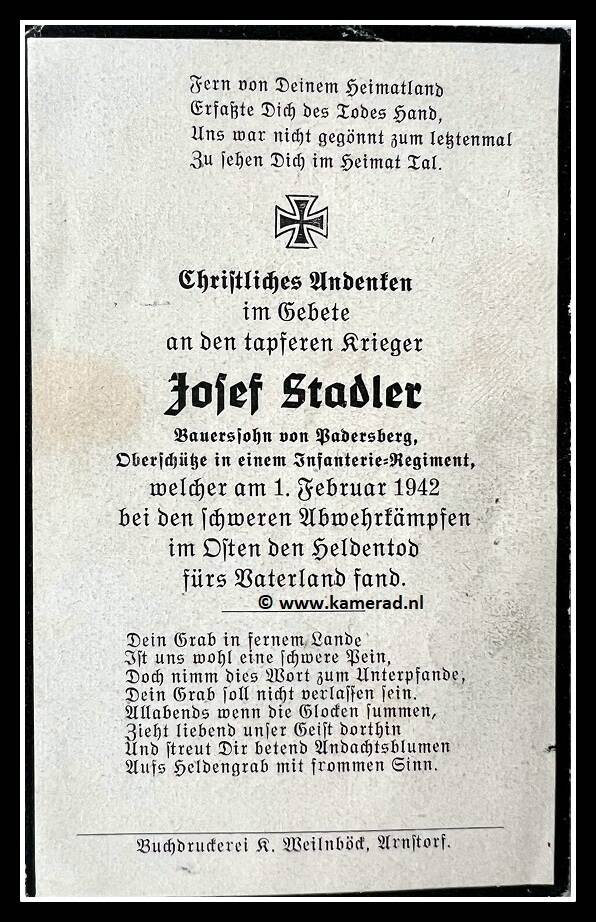 Fern von Deinem Heimatland
Erfaßte Dich des Todes Hand,
Uns war nicht gegönnt zum letztenmal
Zu sehen Dich im Heimat Tal.
Christliches Andenken
im Gebete
an den tapferen Krieger
Josef Stadler
Bauerssohn von Padersberg,
Oberschütze in einem Infanterie-Regiment,
welcher am 1. Februar 1942
bei den schweren Abwehrkämpfen
im Osten den Heldentod
fürs Vaterland fand.
© www.kamerad.nl
Dein Grab in fernem Lande
Ist uns wohl eine schwere Pein,
Doch nimm dies Wort zum Unterpfande,
Dein Grab soll nicht verlassen sein.
Allabends wenn die Glocken summen,
Zieht liebend unser Geist dorthin
Und streut Dir betend Andachtsblumen
Aufs Heldengrab mit frommen Sinn.
Buchdruckerei K. Weilnböck, Arnstorf.